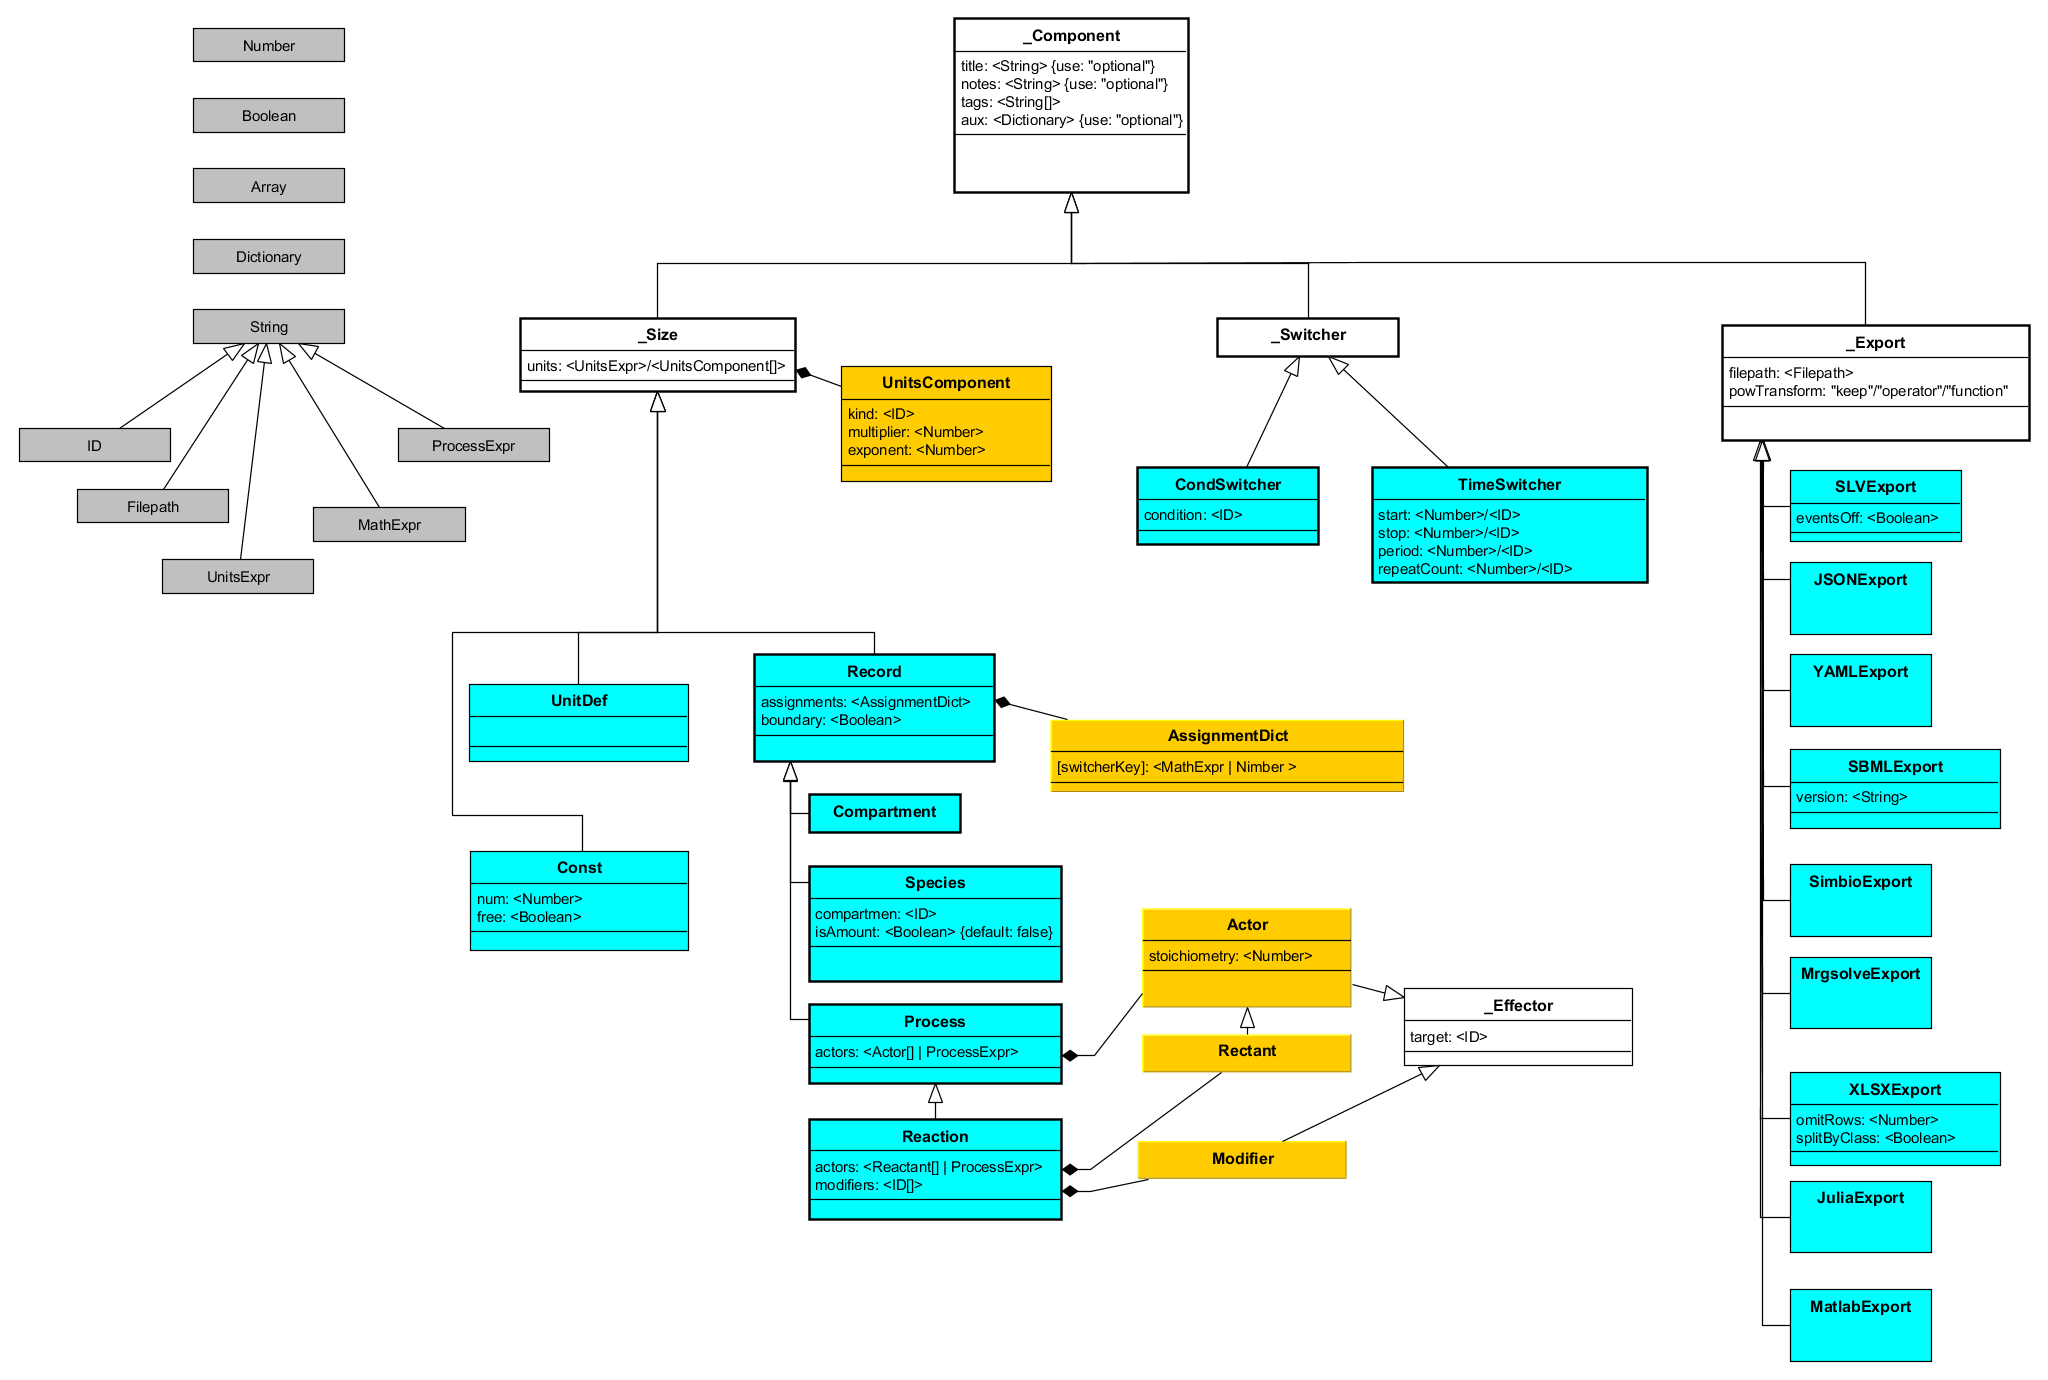 Number
Boolean
Array
Dictionary
String
ID
ProcessExpr
Filepath
MathExpr
UnitsExpr
_Component
title: <String> {use: "optional"}
notes: <String> {use: "optional"}
tags: <String[]>
aux: <Dictionary> {use: "optional"}
_Size
units: <UnitsExpr>/<UnitsComponent[]>
UnitsComponent
kind: <ID>
multiplier: <Number>
exponent: <Number>
_Switcher
CondSwitcher
condition: <ID>
TimeSwitcher
start: <Number>/<ID>
stop: <Number>/<ID>
period: <Number>/<ID>
repeatCount: <Number>/<ID>
_Export
filepath: <Filepath>
powTransform: "keep"/"operator"/"function"
UnitDef
Record
assignments: <AssignmentDict>
boundary: <Boolean>
AssignmentDict
[switcherKey]: <MathExpr | Nimber >
Compartment
Const
num: <Number>
free: <Boolean>
Species
compartmen: <ID>
isAmount: <Boolean> {default: false}
Process
actors: <Actor[] | ProcessExpr>
Reaction
actors: <Reactant[] | ProcessExpr>
modifiers: <ID[]>
Actor
stoichiometry: <Number>
Rectant
Modifier
_Effector
target: <ID>
SLVExport
eventsOff: <Boolean>
JSONExport
YAMLExport
SBMLExport
version: <String>
SimbioExport
MrgsolveExport
XLSXExport
omitRows: <Number>
splitByClass: <Boolean>
JuliaExport
MatlabExport